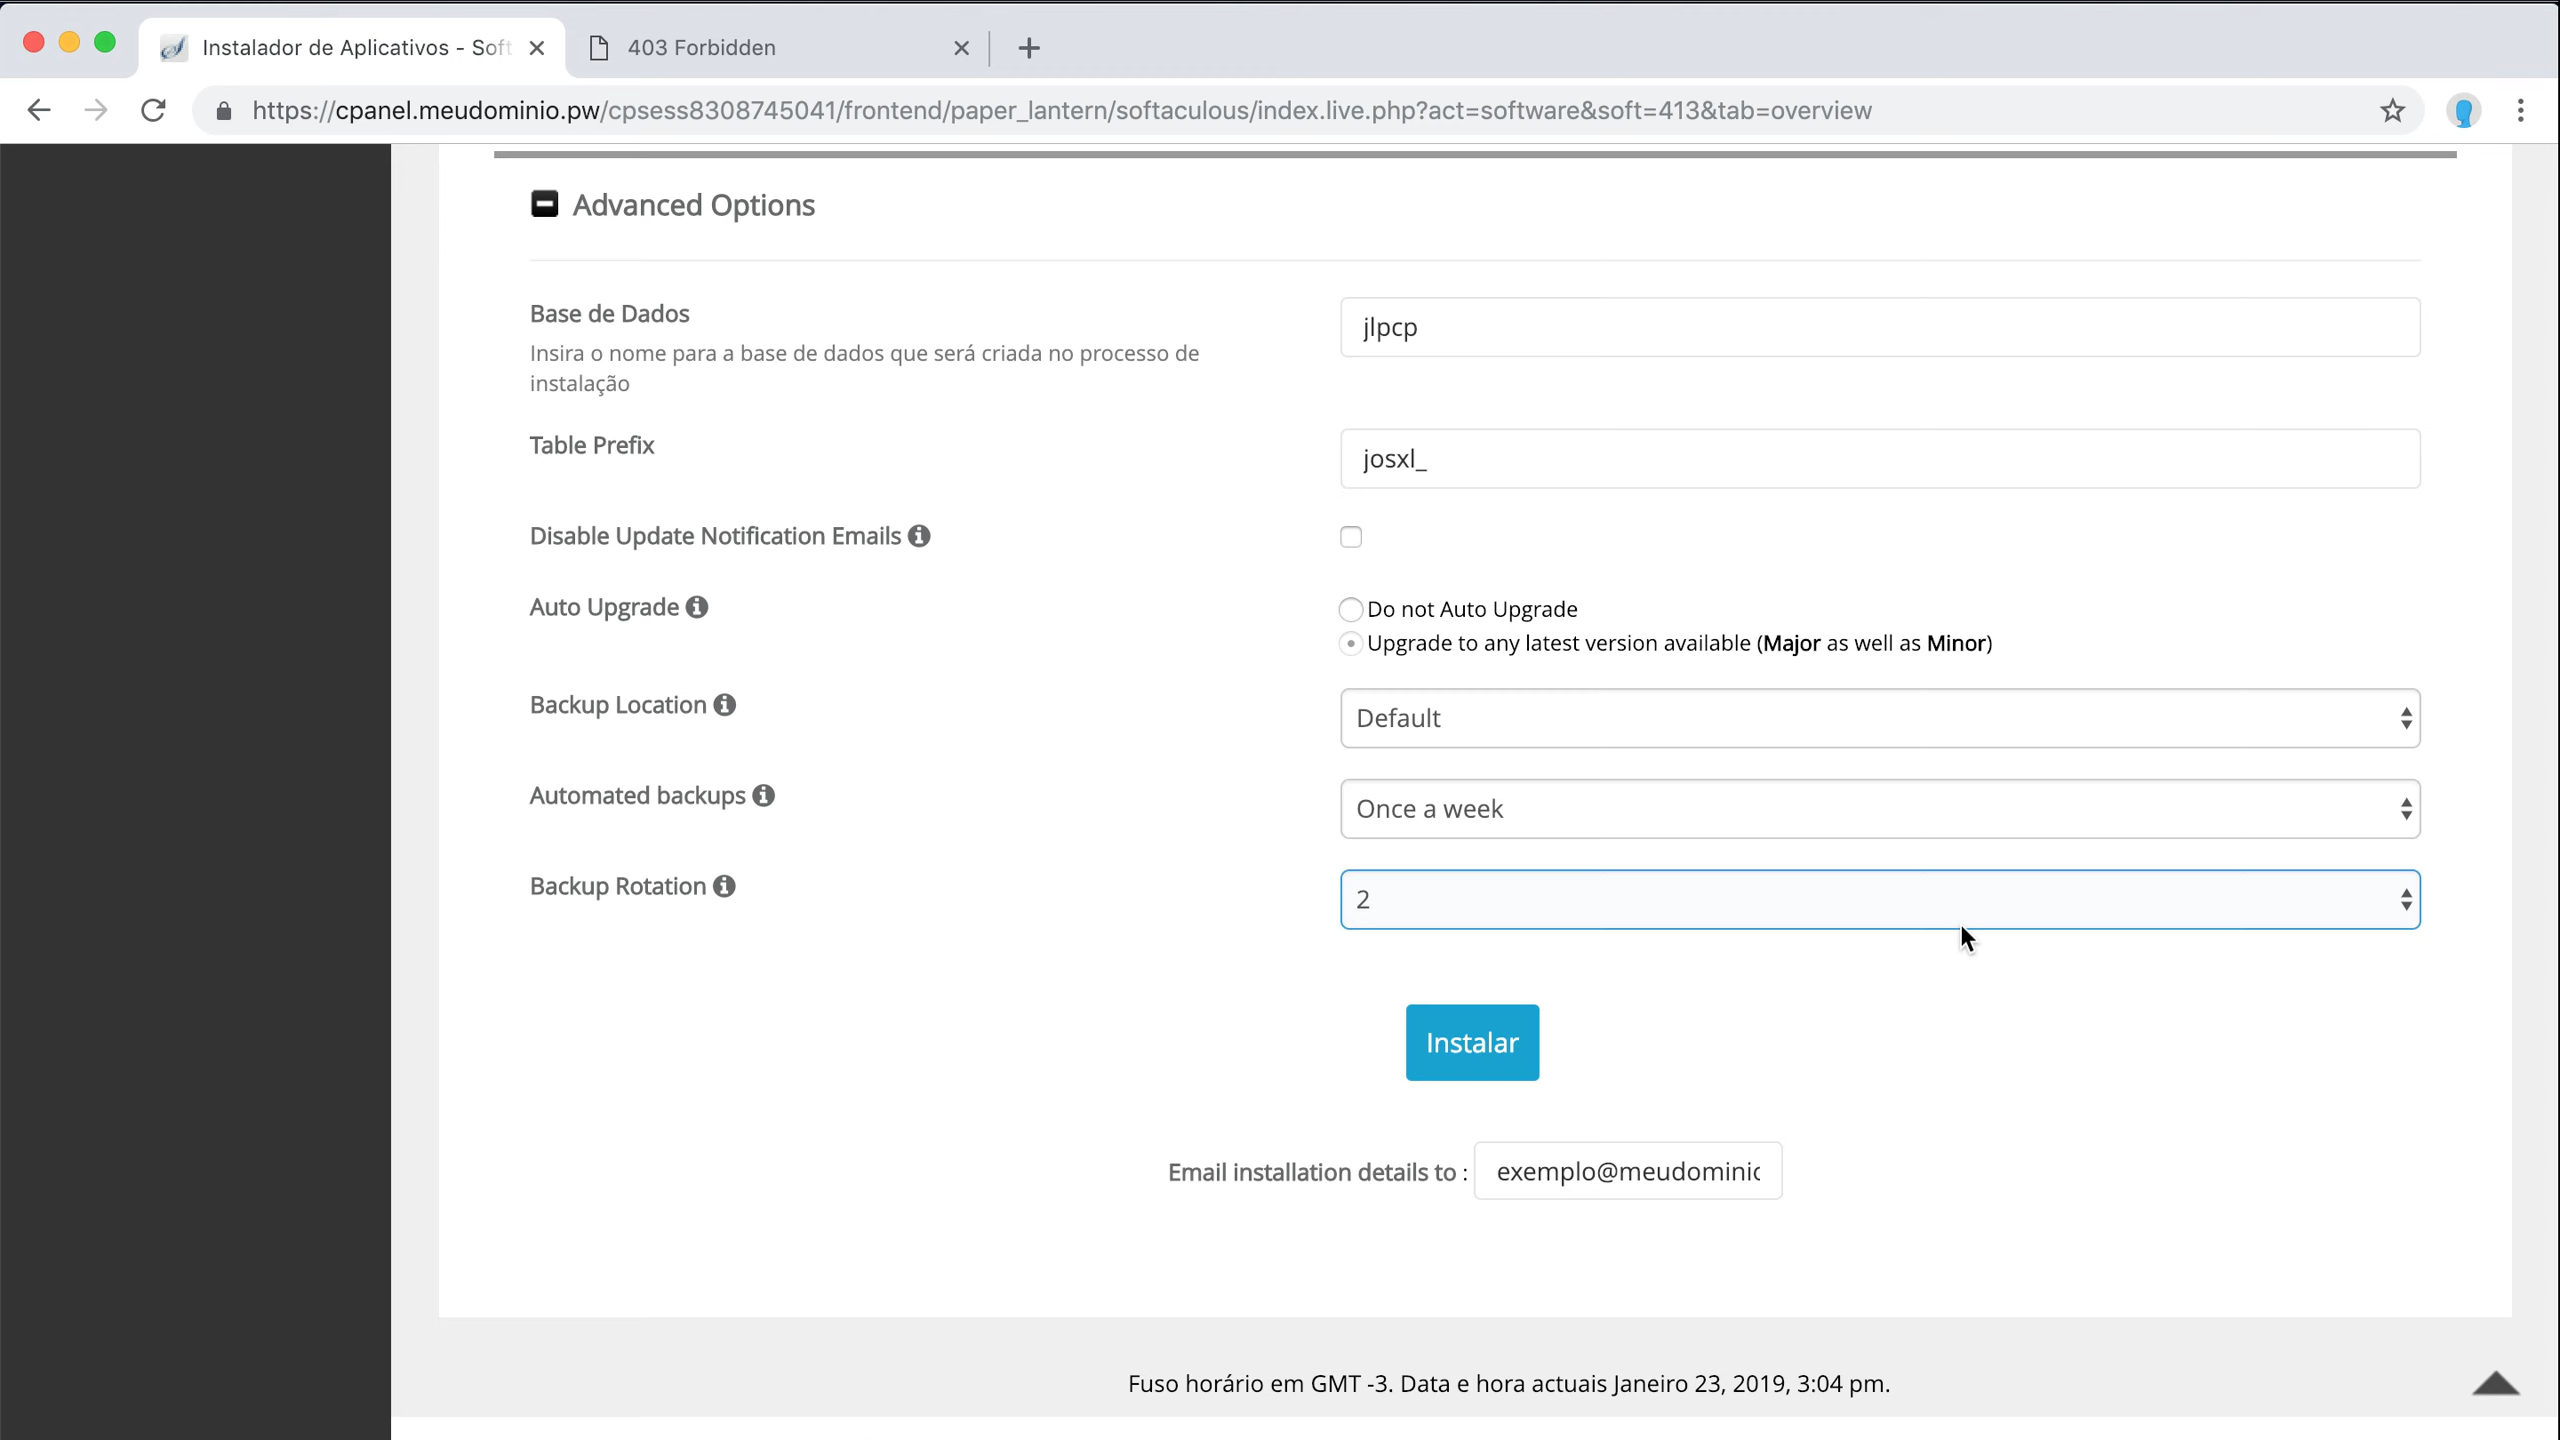 Instalador de Aplicativos - Soft
403 Forbidden
https://cpanel.meudominio.pw/cpsess8308745041/frontend/paper_lantern/softaculous/index.live.php?act=software&soft=413&tab=overview
Advanced Options
Base de Dados
jlpcp
Insira o nome para a base de dados que será criada no processo de
instalação
Table Prefix
josxl_
Disable Update Notification Emails
Auto Upgrade
Do not Auto Upgrade
Upgrade to any latest version available (Major as well as Minor)
Backup Location
Default
Automated backups
Once a week
Backup Rotation
2
Instalar
Email installation details to :
exemplo@meudominic
Fuso horário em GMT -3. Data e hora actuais Janeiro 23, 2019, 3:04 pm.